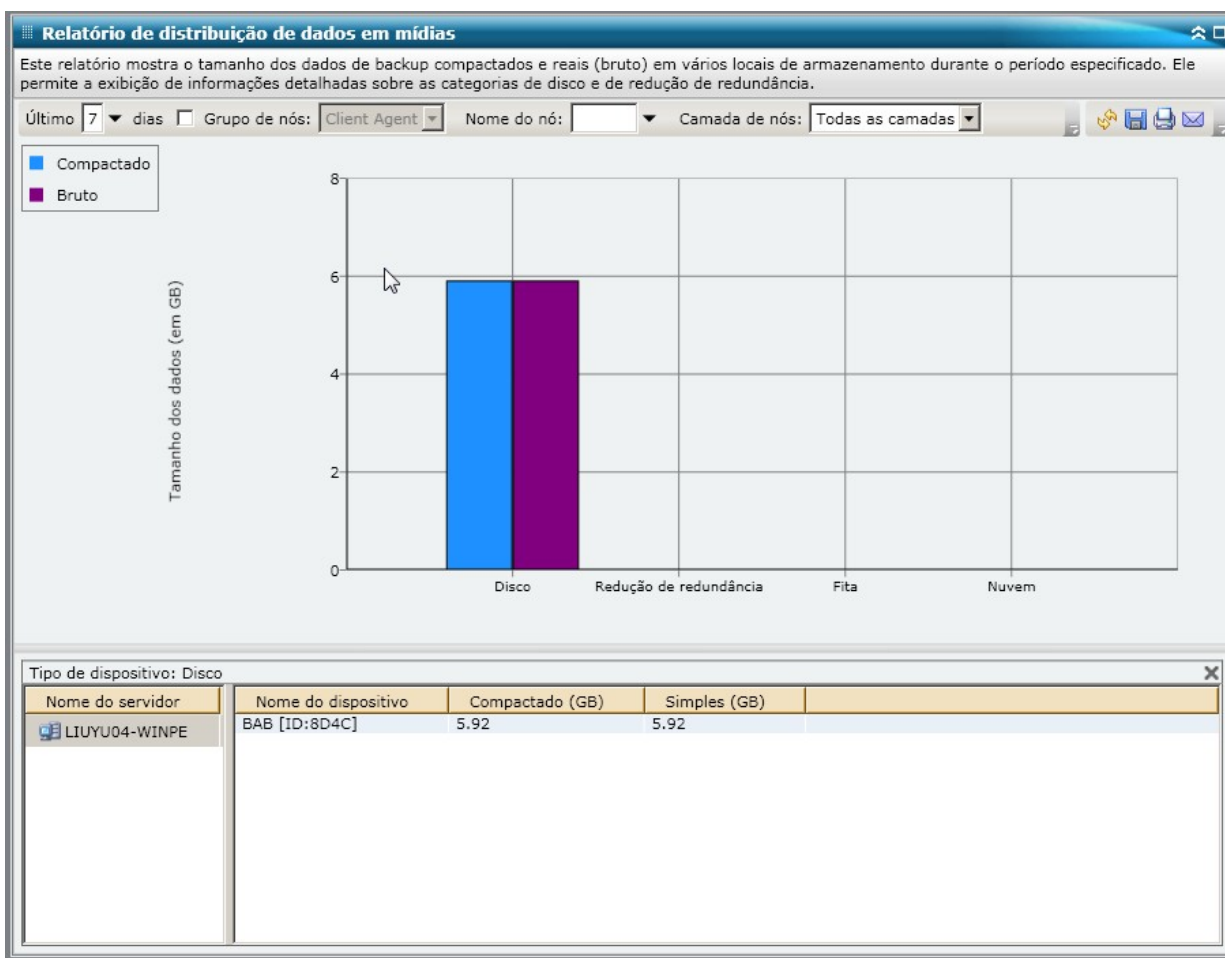 Relatório de distribuição de dados em mídias
Este relatório mostra o tamanho dos dados de backup compactados e reais (bruto) em vários locais de armazenamento durante o período especificado. Ele
permite a exibição de informações detalhadas sobre as categorias de disco e de redução de redundância.
Último 7 dias Grupo de nós: Client Agent Nome do nó: Camada de nós: Todas as camadas
Compactado
Bruto
Tamanho dos dados (em GB)
8
6
4
2
0
Disco Redução de redundância Fita Nuvem
Tipo de dispositivo: Disco
Nome do servidor Nome do dispositivo Compactado (GB) Simples (GB)
LIUYU04-WINPE BAB [ID:8D4C] 5.92 5.92